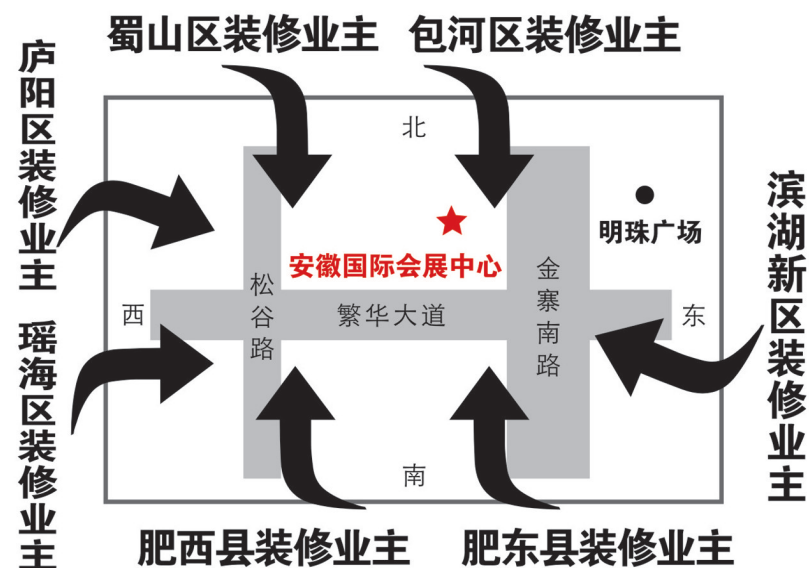 蜀山区装修业主
包河区装修业主
庐阳区装修业主
北
滨湖新区装修业主
明珠广场
安徽国际会展中心
西
松谷路
繁华大道
金寨南路
东
瑶海区装修业主
南
肥西县装修业主
肥东县装修业主